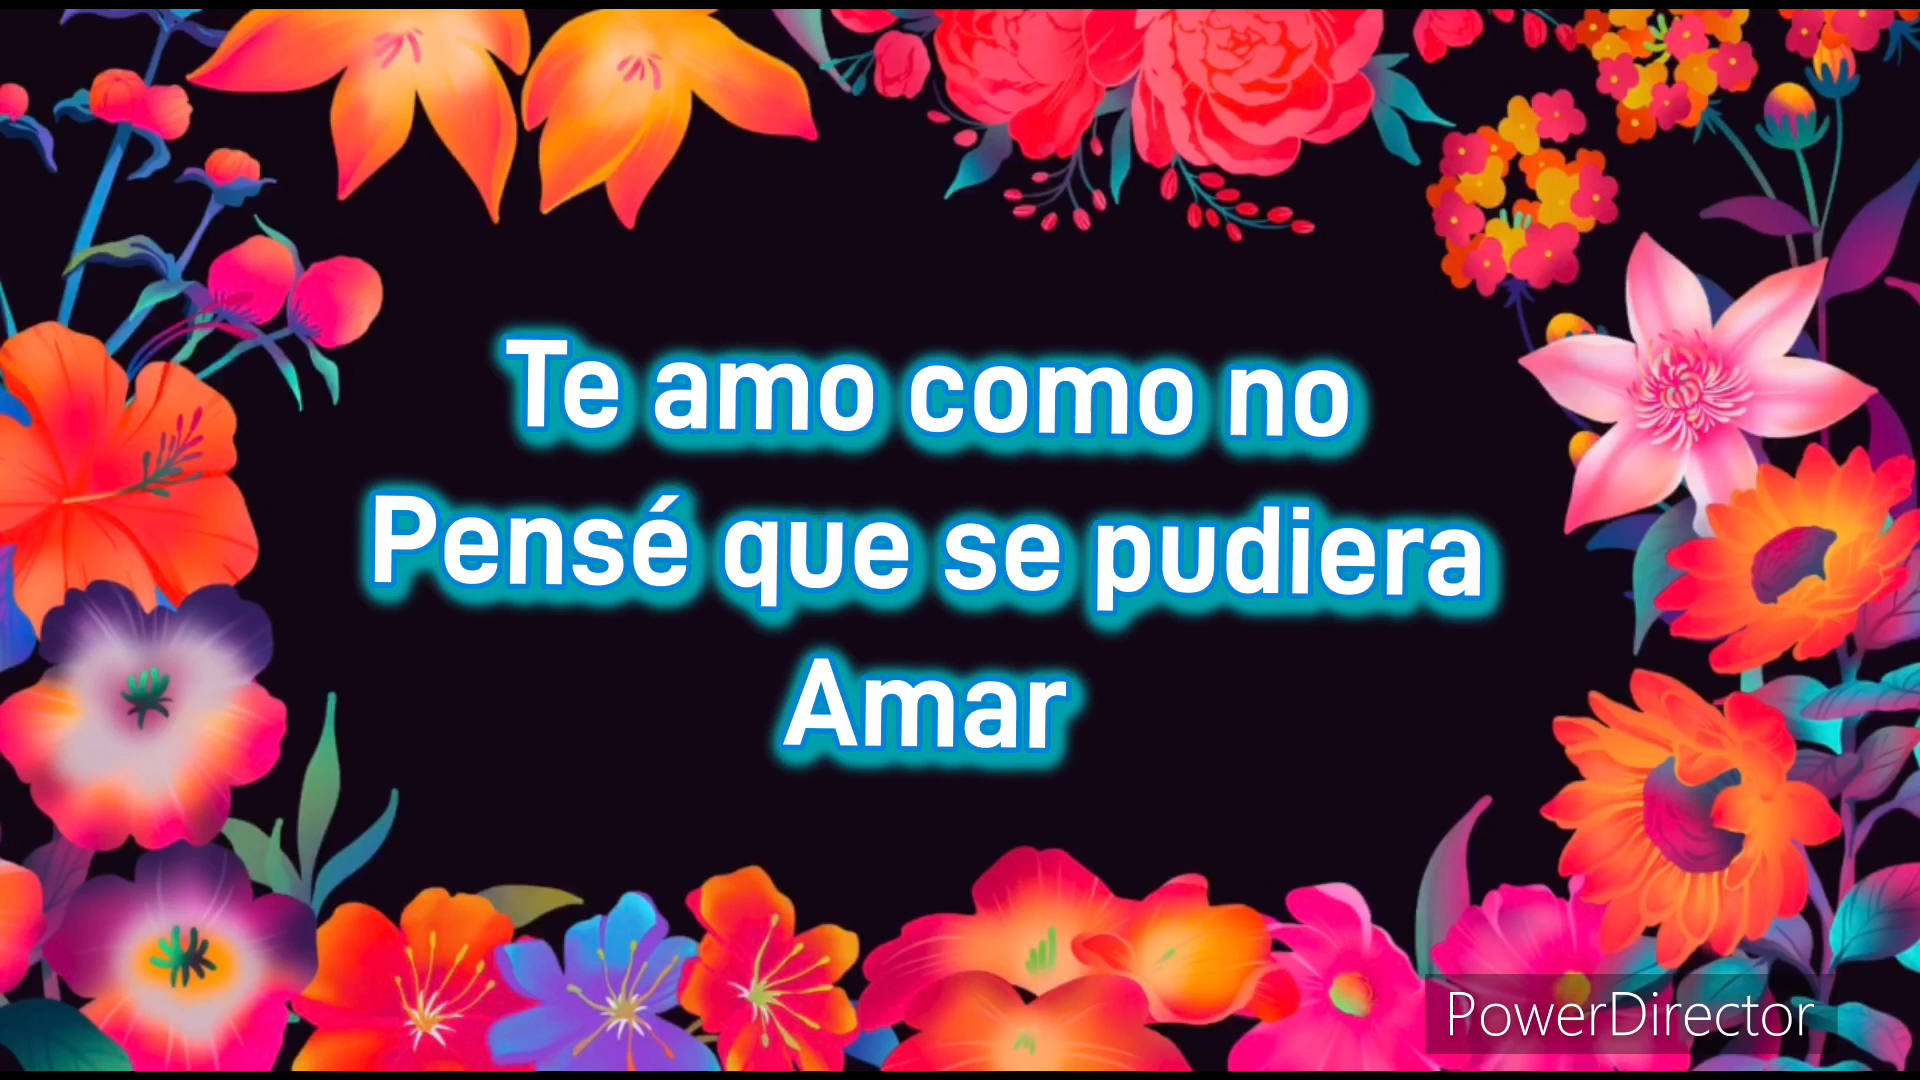 Te amo como no
Pensé que se pudiera
Amar
PowerDirector